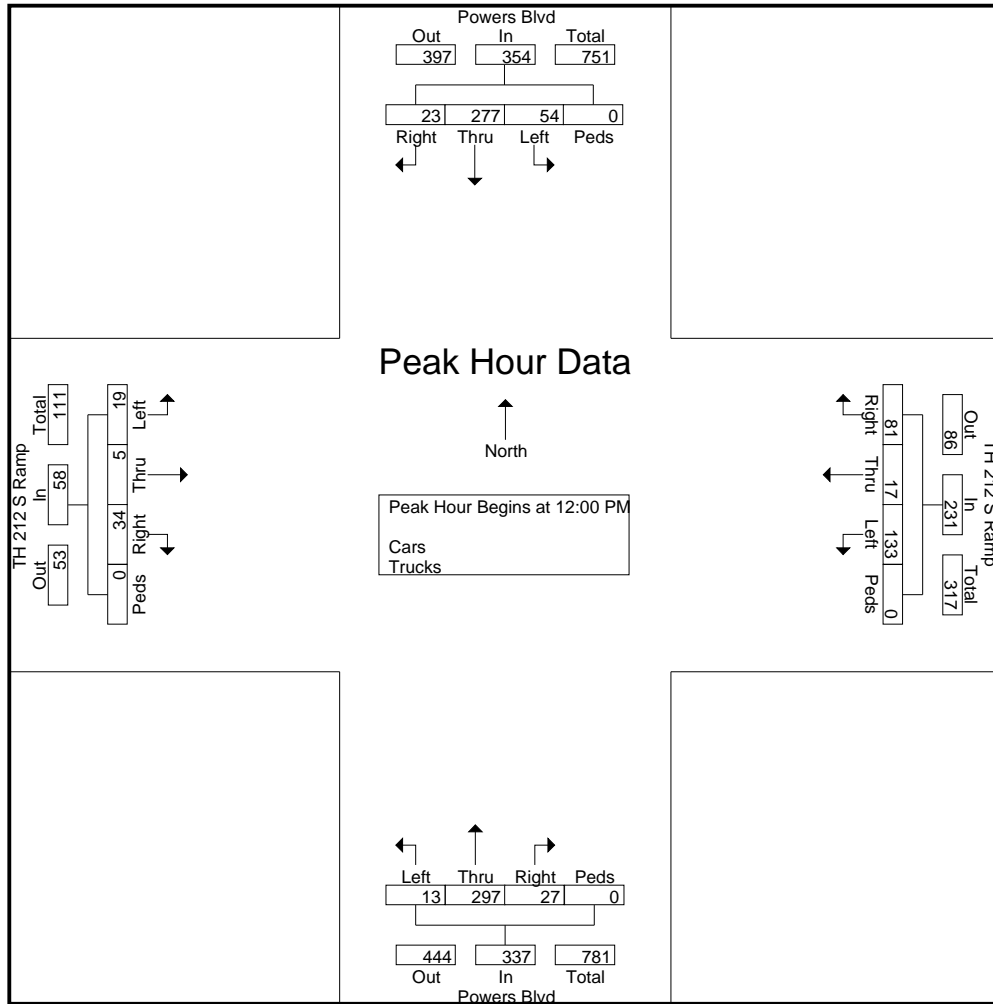 Powers Blvd
Out In Total
397 354 751
23 277 54 0
Right Thru Left Peds
Peak Hour Data
North
Peak Hour Begins at 12:00 PM
Cars
Trucks
TH 212 S Ramp
Out In Total
53 58 111
19 5 34 0
Left Thru Right Peds
TH 212 S Ramp
Out In Total
86 231 317
81 17 133 0
Right Thru Left Peds
Left Thru Right Peds
13 297 27 0
444 337 781
Out In Total
Powers Blvd